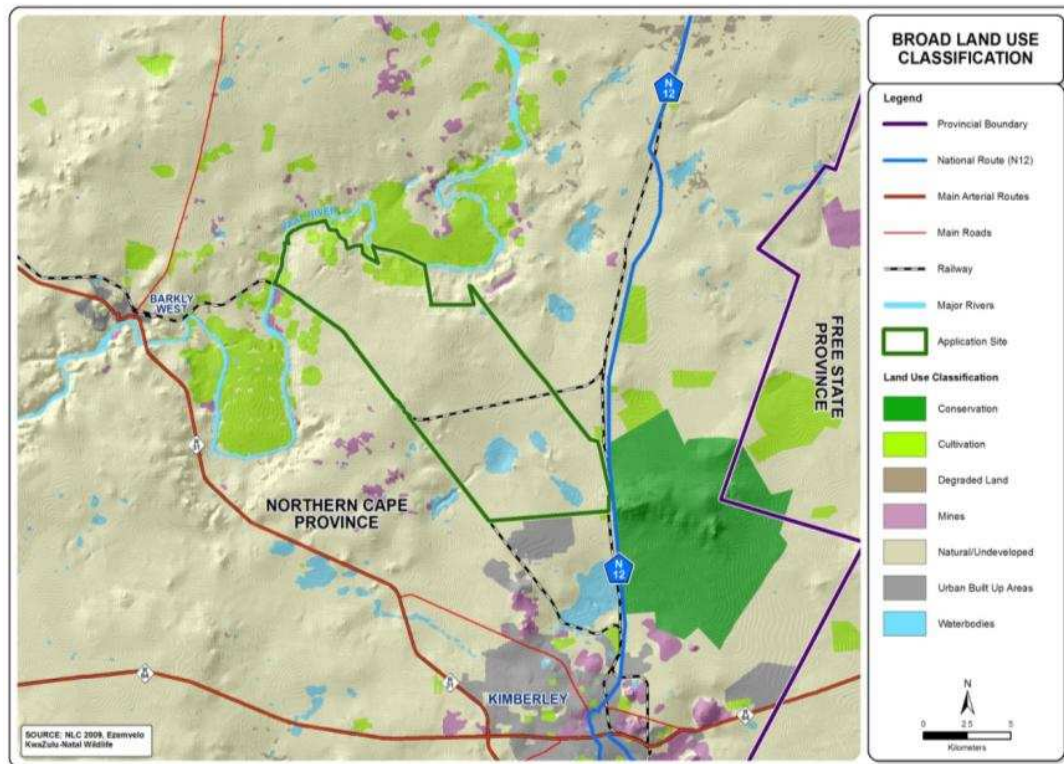 BROAD LAND USE
CLASSIFICATION
Legend
Provincial Boundary
National Route (N12)
Main Arterial Routes
Main Roads
Railway
Major Rivers
Application Site
Land Use Classification
Conservation
Cultivation
Degraded Land
Mines
Natural/Undeveloped
Urban Built Up Areas
Waterbodies
N
0 2.5 5
Kilometers
N
12
RIVER
BARKLY
WEST
FREE STATE
PROVINCE
NORTHERN CAPE
PROVINCE
N
12
KIMBERLEY
SOURCE: NLC 2009, Ezemvelo
KwaZulu-Natal Wildlife